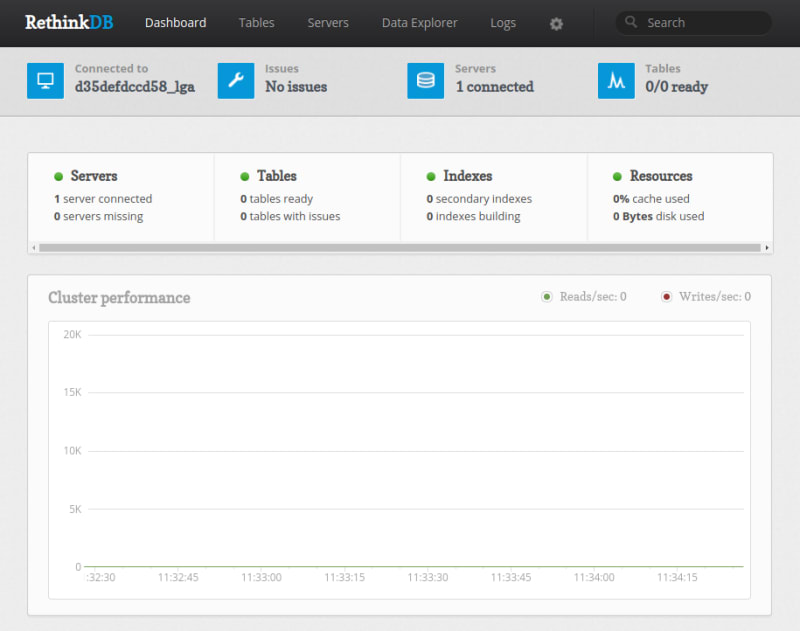 RethinkDB Dashboard Tables Servers Data Explorer Logs Search
Connected to
d35defdccd58_lga
Issues
No issues
Servers
1 connected
Tables
0/0 ready
Servers
1 server connected
0 servers missing
Tables
0 tables ready
0 tables with issues
Indexes
0 secondary indexes
0 indexes building
Resources
0% cache used
0 Bytes disk used
Cluster performance
Reads/sec: 0 Writes/sec: 0
20K
15K
10K
5K
0
:32:30 11:32:45 11:33:00 11:33:15 11:33:30 11:33:45 11:34:00 11:34:15